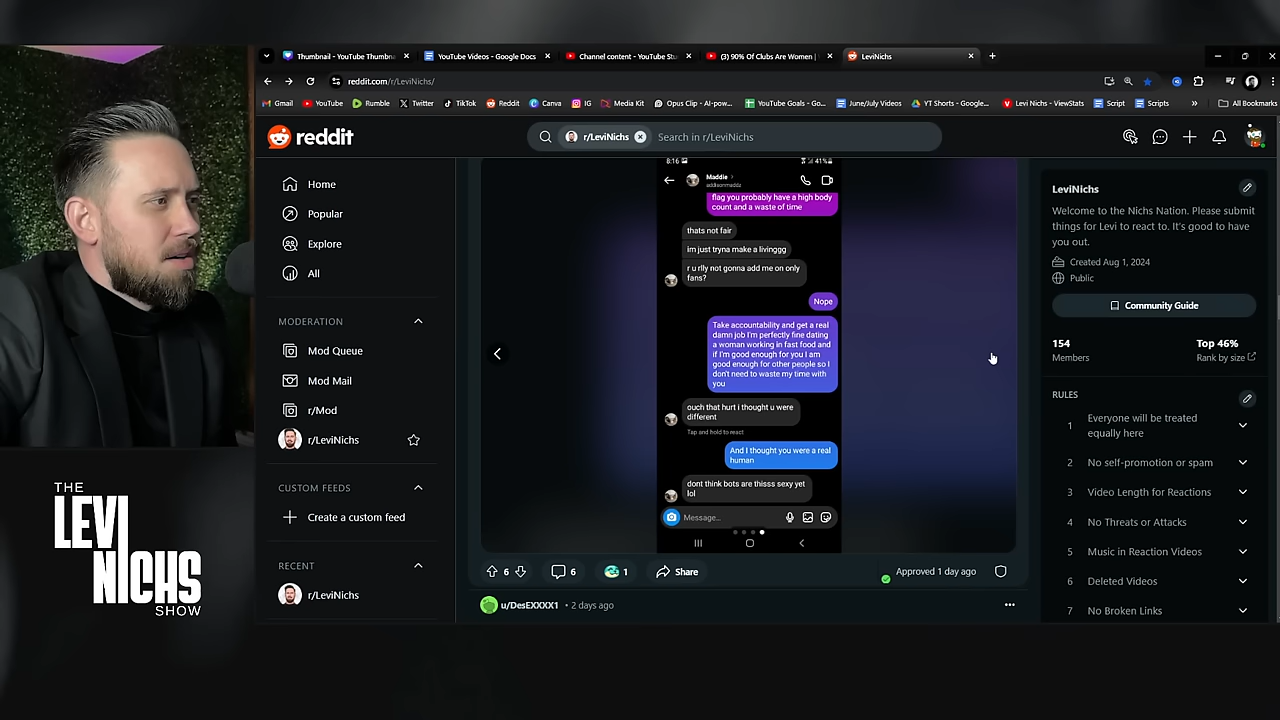 Thumbnail - YouTube Thumbn
YouTube Videos - Google Docs
Channel content - YouTube Stu
(3) 90% Of Clubs Are Women |
LeviNichs
reddit.com/r/LeviNichs/
Gmail
YouTube
Rumble
Twitter
TikTok
Reddit
Canva
IG
Media Kit
Opus Clip - AI-pow...
YouTube Goals - Go...
June/July Videos
YT Shorts - Google...
Levi Nichs - ViewStats
Script
Scripts
»
All Bookmarks
reddit
r/LeviNichs
Search in r/LeviNichs
Home
Popular
Explore
All
MODERATION
Mod Queue
Mod Mail
r/Mod
r/LeviNichs
CUSTOM FEEDS
Create a custom feed
RECENT
r/LeviNichs
8:16
41%
Maddie
flag you probably have a high body
count and a waste of time
thats not fair
im just tryna make a livinggg
r u rlly not gonna add me on only
fans?
Nope
Take accountability and get a real
damn job I'm perfectly fine dating
a woman working in fast food and
if I'm good enough for you I am
good enough for other people so I
don't need to waste my time with
you
ouch that hurt i thought u were
different
Tap and hold to react
And I thought you were a real
human
dont think bots are thisss sexy yet
lol
Message...
6
6
1
Share
Approved 1 day ago
u/DesEXXXX1 • 2 days ago
LeviNichs
Welcome to the Nichs Nation. Please submit
things for Levi to react to. It's good to have
you out.
Created Aug 1, 2024
Public
Community Guide
154
Members
Top 46%
Rank by size
RULES
1 Everyone will be treated
equally here
2 No self-promotion or spam
3 Video Length for Reactions
4 No Threats or Attacks
5 Music in Reaction Videos
6 Deleted Videos
7 No Broken Links
THE
LEVI
NICHS
SHOW